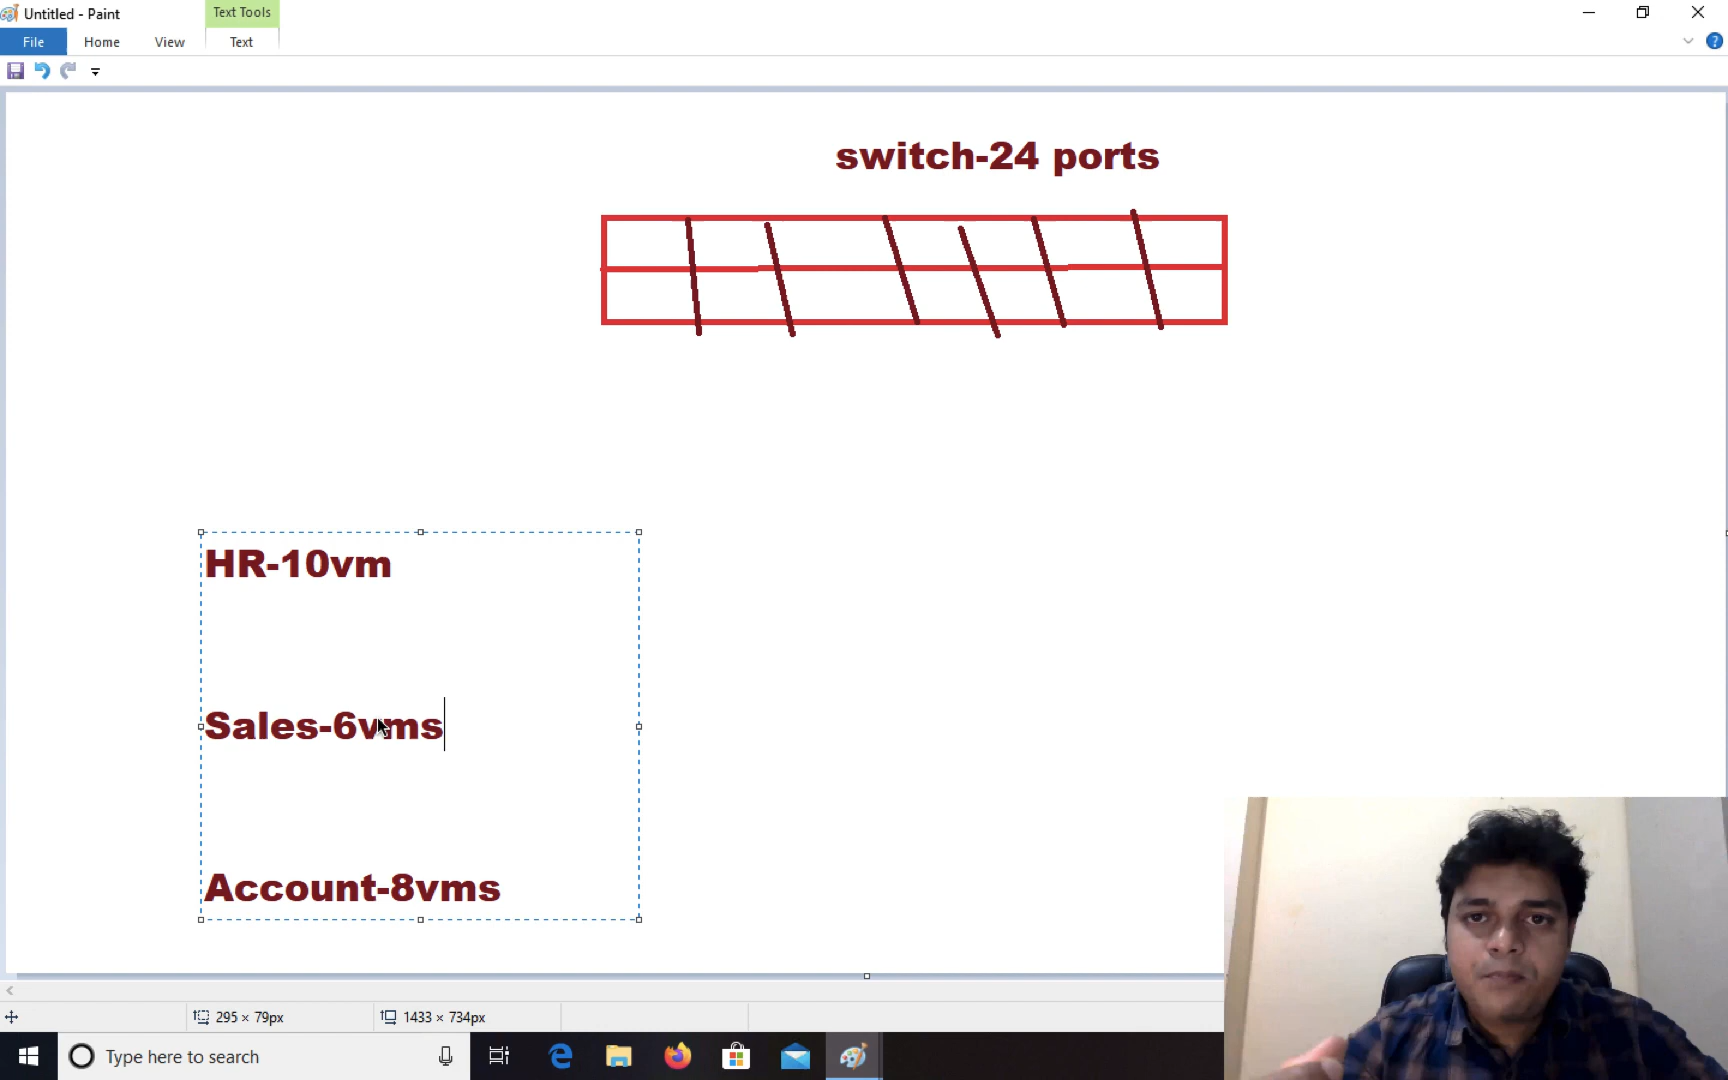 Untitled - Paint
Text Tools
File
Home
View
Text
switch-24 ports
HR-10vm
Sales-6vms
Account-8vms
295 × 79px
1433 × 734px
Type here to search